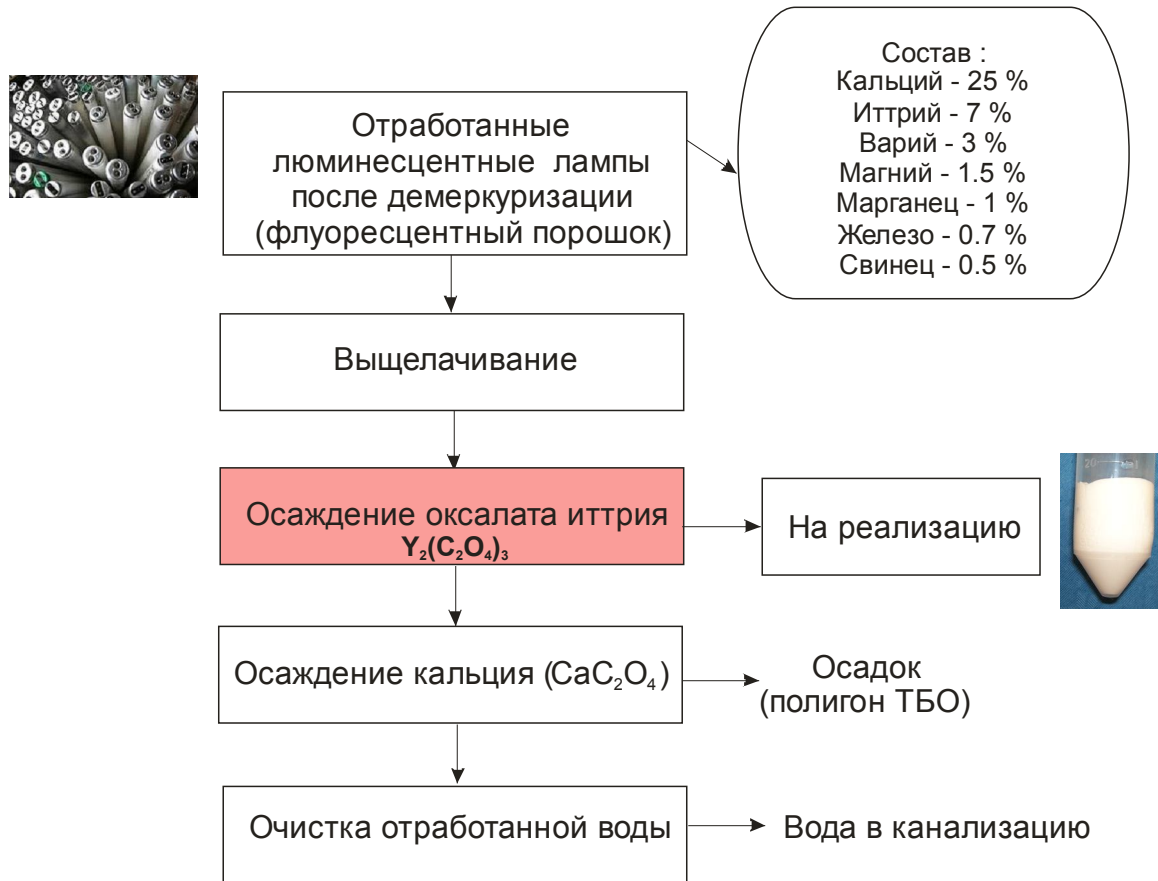 Отработанные
люминесцентные лампы
после демеркуризации
(флуоресцентный порошок)
Состав :
Кальций - 25 %
Иттрий - 7 %
Варий - 3 %
Магний - 1.5 %
Марганец - 1 %
Железо - 0.7 %
Свинец - 0.5 %
Выщелачивание
Осаждение оксалата иттрия
Y₂(C₂O₄)₃
На реализацию
Осаждение кальция (CaC₂O₄)
Осадок
(полигон ТБО)
Очистка отработанной воды
Вода в канализацию